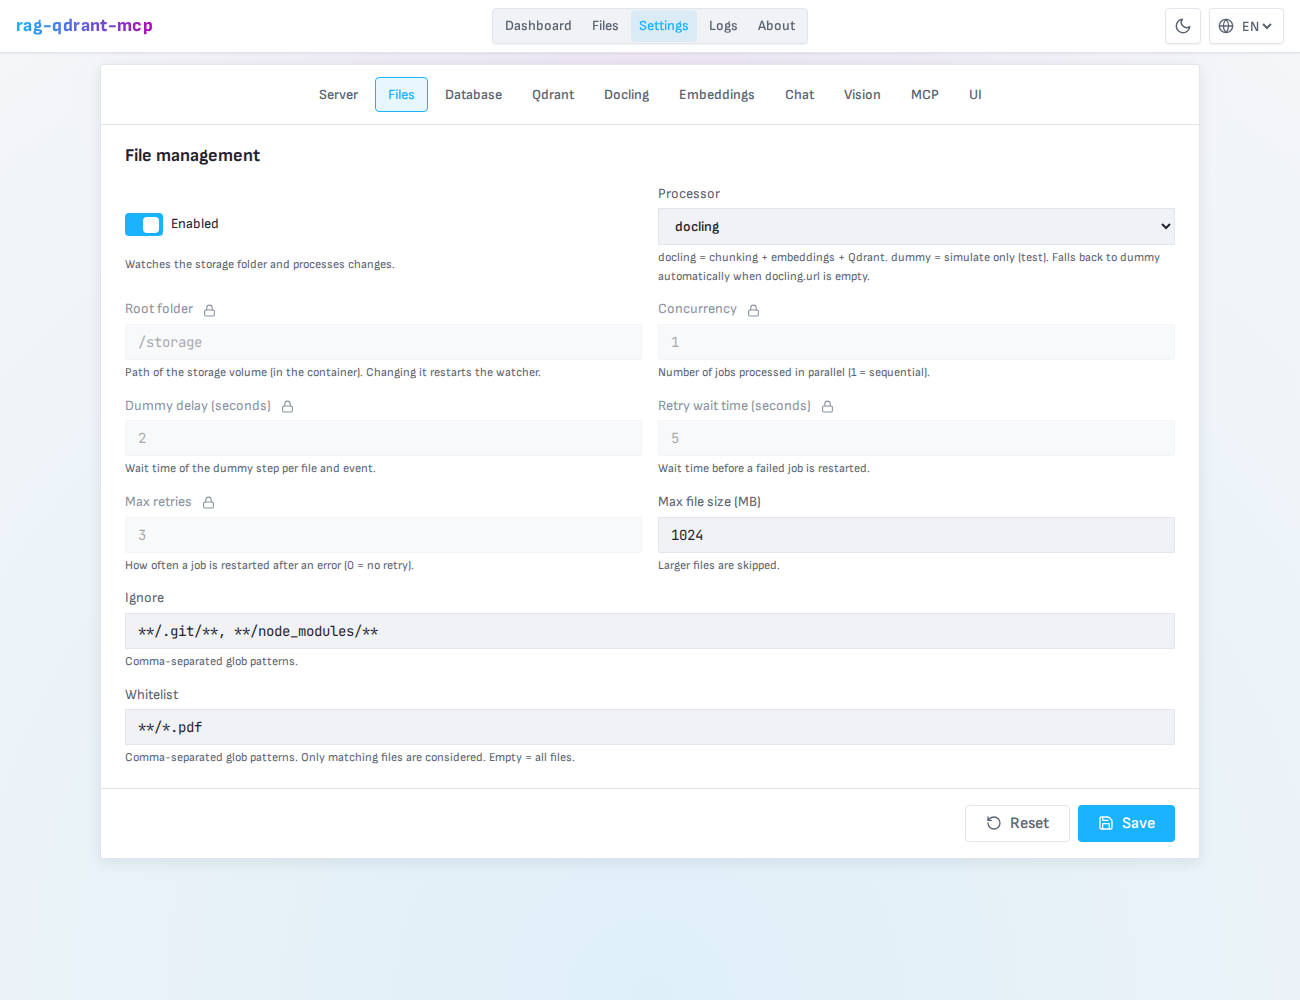 rag-qdrant-mcp
Dashboard Files Settings Logs About
EN
Server Files Database Qdrant Docling Embeddings Chat Vision MCP UI
File management
Enabled
Watches the storage folder and processes changes.
Processor
docling
docling = chunking + embeddings + Qdrant. dummy = simulate only (test). Falls back to dummy
automatically when docling.url is empty.
Root folder
/storage
Path of the storage volume (in the container). Changing it restarts the watcher.
Concurrency
1
Number of jobs processed in parallel (1 = sequential).
Dummy delay (seconds)
2
Wait time of the dummy step per file and event.
Retry wait time (seconds)
5
Wait time before a failed job is restarted.
Max retries
3
How often a job is restarted after an error (0 = no retry).
Max file size (MB)
1024
Larger files are skipped.
Ignore
**/.git/**, **/node_modules/**
Comma-separated glob patterns.
Whitelist
**/*.pdf
Comma-separated glob patterns. Only matching files are considered. Empty = all files.
Reset
Save